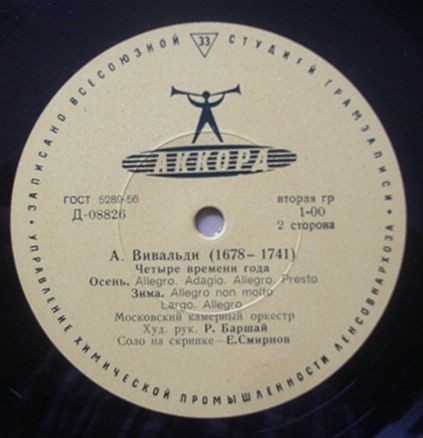 ЗАПИСАНО ВСЕСОЮЗНОЙ СТУДИЕЙ ГРАМЗАПИСИ
33
АККОРД
ГОСТ 5289-56
Д-08826
вторая гр
1-00
2 сторона
А. Вивальди (1678-1741)
Четыре времени года
Осень. Allegro. Adagio. Allegro. Presto
Зима. Allegro non molto
Largo. Allegro
Московский камерный оркестр
Худ. рук. Р. Баршай
Соло на скрипке-Е.Смирнов
УПРАВЛЕНИЕ ХИМИЧЕСКОЙ ПРОМЫШЛЕННОСТИ ЛЕНСОВНАРХОЗА